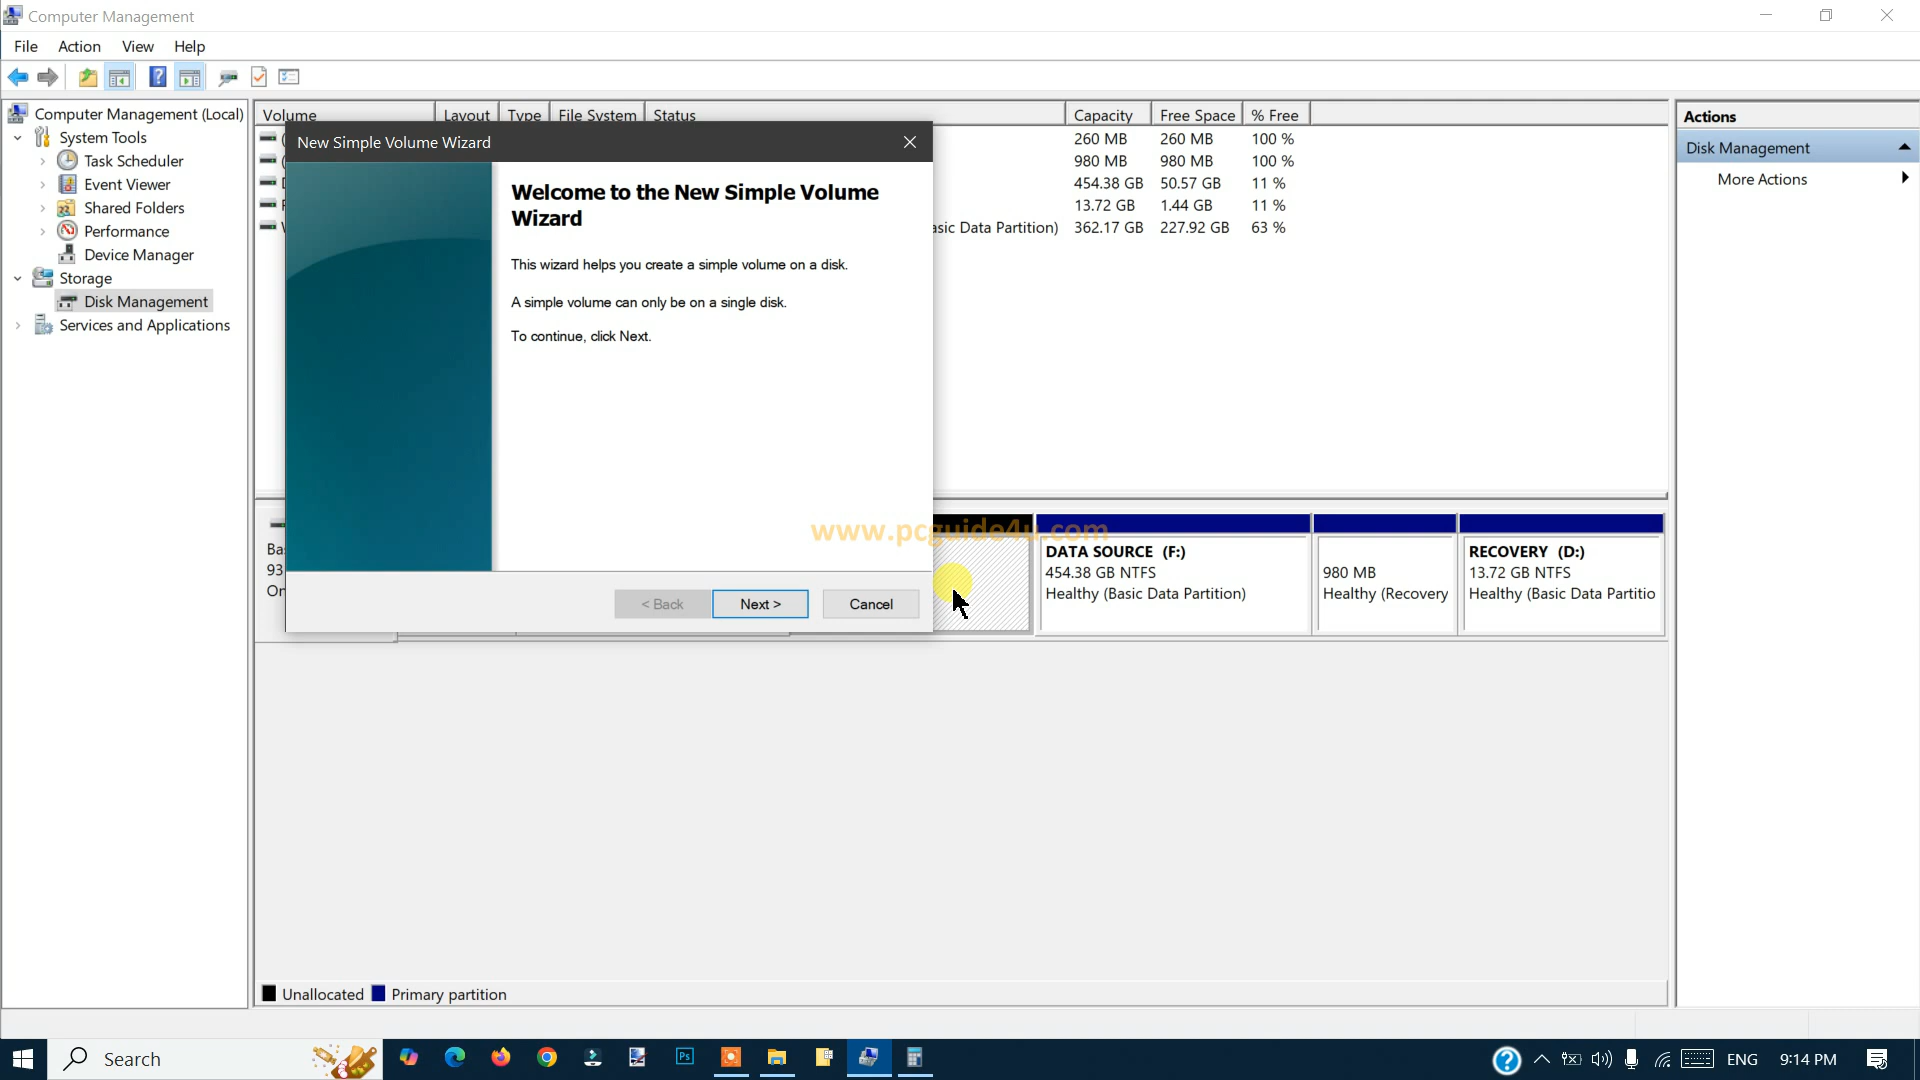 Computer Management
File Action View Help
Computer Management (Local)
System Tools
Task Scheduler
Event Viewer
Shared Folders
Performance
Device Manager
Storage
Disk Management
Services and Applications
Volume Layout Type File System Status Capacity Free Space % Free
260 MB 260 MB 100 %
980 MB 980 MB 100 %
454.38 GB 50.57 GB 11 %
13.72 GB 1.44 GB 11 %
asic Data Partition) 362.17 GB 227.92 GB 63 %
New Simple Volume Wizard
Welcome to the New Simple Volume
Wizard
This wizard helps you create a simple volume on a disk.
A simple volume can only be on a single disk.
To continue, click Next.
< Back Next > Cancel
www.pcguide4u.com
Ba
93
On
DATA SOURCE (F:)
454.38 GB NTFS
Healthy (Basic Data Partition)
980 MB
Healthy (Recovery
RECOVERY (D:)
13.72 GB NTFS
Healthy (Basic Data Partitio
Unallocated Primary partition
Actions
Disk Management
More Actions
Search
Ps
ENG 9:14 PM